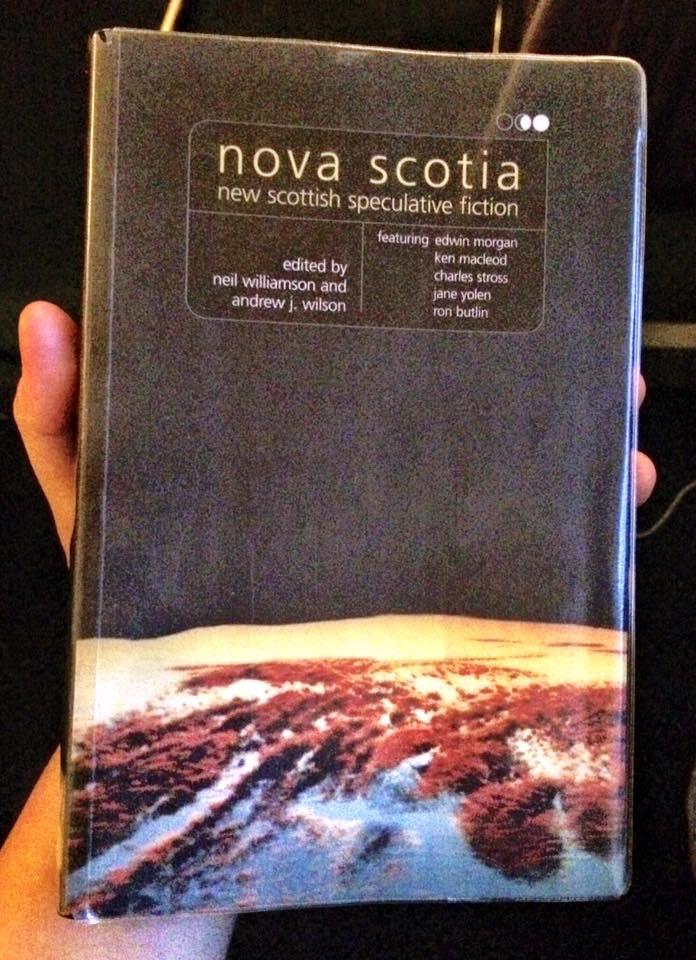 nova scotia
new scottish speculative fiction
edited by
neil williamson and
andrew j. wilson
featuring edwin morgan
ken macleod
charles stross
jane yolen
ron butlin